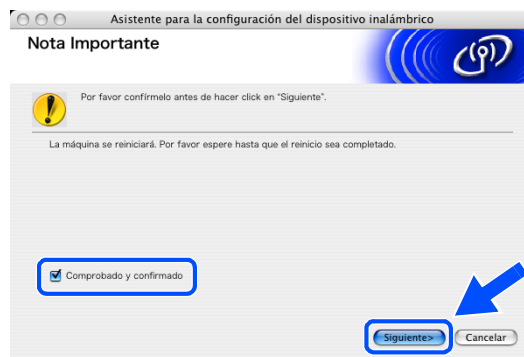 Asistente para la configuración del dispositivo inalámbrico
Nota Importante
Por favor confírmelo antes de hacer click en "Siguiente".
La máquina se reiniciará. Por favor espere hasta que el reinicio sea completado.
Comprobado y confirmado
Siguiente> Cancelar